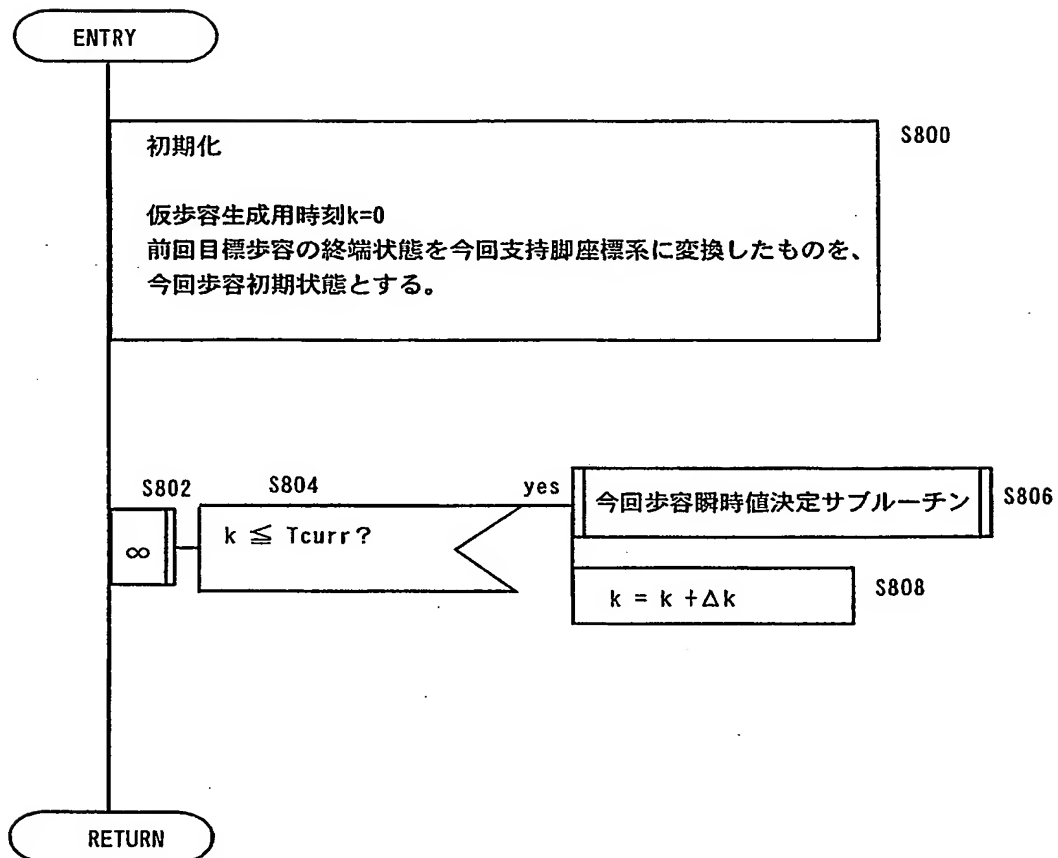 ENTRY
S800
初期化
仮歩容生成用時刻k=0
前回目標歩容の終端状態を今回支持脚座標系に変換したものを、
今回歩容初期状態とする。
S802
∞
S804
k ≦ Tcurr?
yes
今回歩容瞬時値決定サブルーチン
S806
k = k +Δk
S808
RETURN